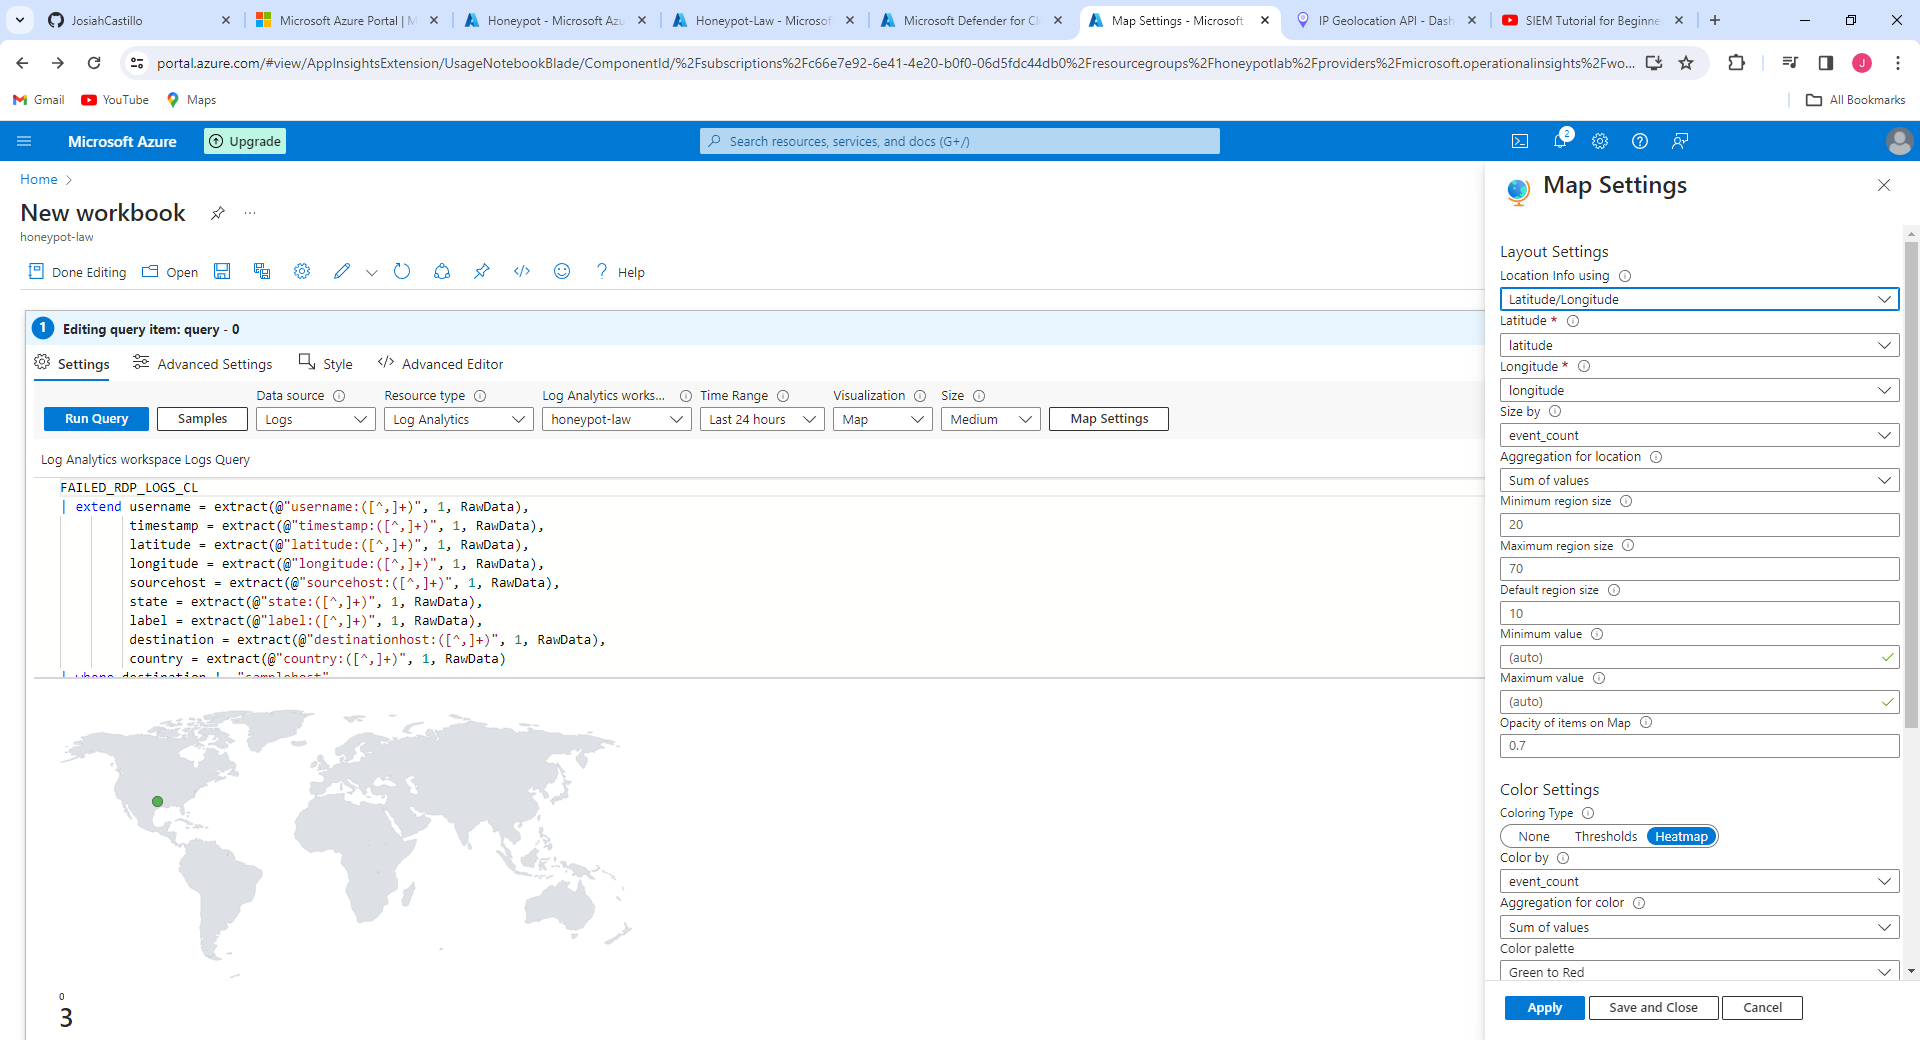 JosiahCastillo
Microsoft Azure Portal | M
Honeypot - Microsoft Azu
Honeypot-Law - Microsof
Microsoft Defender for Cl
Map Settings - Microsoft
IP Geolocation API - Dash
SIEM Tutorial for Beginne
portal.azure.com/#view/AppInsightsExtension/UsageNotebookBlade/ComponentId/%2Fsubscriptions%2Fc66e7e92-6e41-4e20-b0f0-06d5fdc44db0%2Fresourcegroups%2Fhoneypotlab%2Fproviders%2Fmicrosoft.operationalinsights%2Fwo...
J
Gmail
YouTube
Maps
All Bookmarks
Microsoft Azure
Upgrade
Search resources, services, and docs (G+/)
2
Home
New workbook
...
honeypot-law
Done Editing
Open
Help
1
Editing query item: query - 0
Settings
Advanced Settings
Style
Advanced Editor
Run Query
Samples
Data source
Logs
Resource type
Log Analytics
Log Analytics works...
honeypot-law
Time Range
Last 24 hours
Visualization
Map
Size
Medium
Map Settings
Log Analytics workspace Logs Query
FAILED_RDP_LOGS_CL
| extend username = extract(@"username:([^,]+)", 1, RawData),
timestamp = extract(@"timestamp:([^,]+)", 1, RawData),
latitude = extract(@"latitude:([^,]+)", 1, RawData),
longitude = extract(@"longitude:([^,]+)", 1, RawData),
sourcehost = extract(@"sourcehost:([^,]+)", 1, RawData),
state = extract(@"state:([^,]+)", 1, RawData),
label = extract(@"label:([^,]+)", 1, RawData),
destination = extract(@"destinationhost:([^,]+)", 1, RawData),
country = extract(@"country:([^,]+)", 1, RawData)
| where destination != "samplehost"
0
3
Map Settings
Layout Settings
Location Info using
Latitude/Longitude
Latitude *
latitude
Longitude *
longitude
Size by
event_count
Aggregation for location
Sum of values
Minimum region size
20
Maximum region size
70
Default region size
10
Minimum value
(auto)
Maximum value
(auto)
Opacity of items on Map
0.7
Color Settings
Coloring Type
None
Thresholds
Heatmap
Color by
event_count
Aggregation for color
Sum of values
Color palette
Green to Red
Apply
Save and Close
Cancel